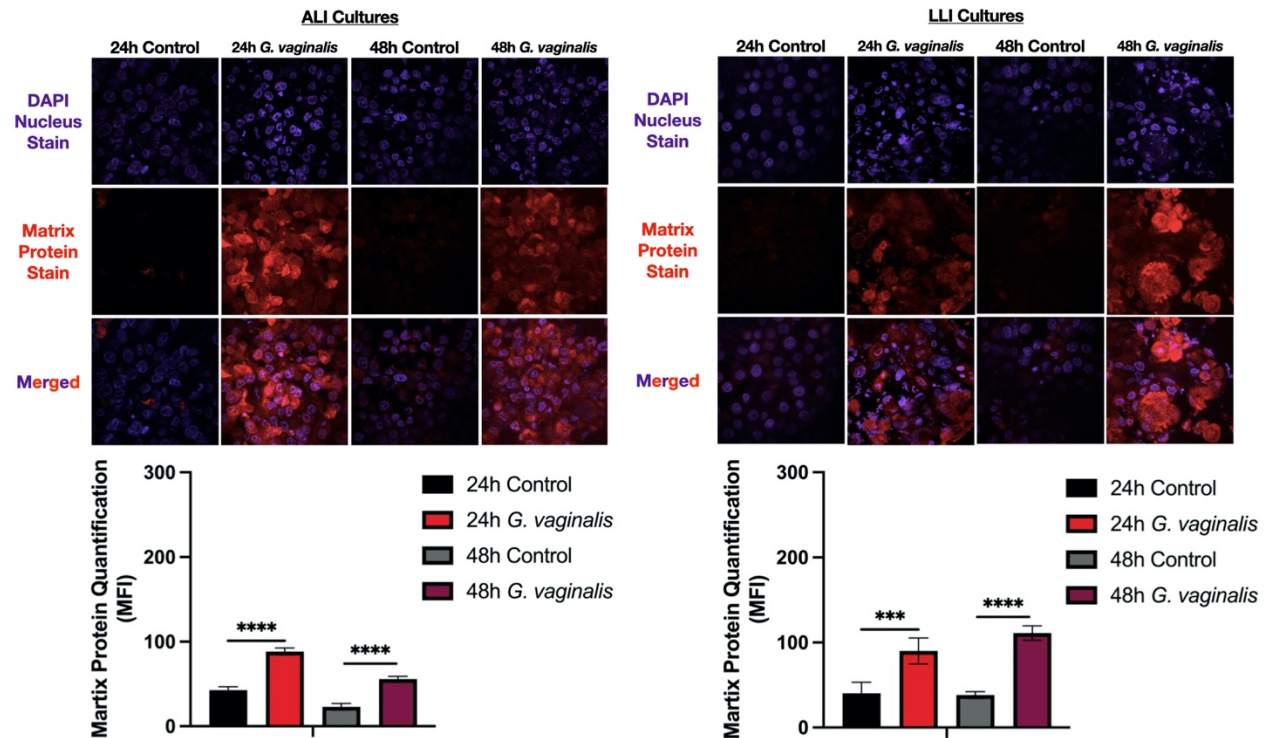 ALI Cultures
24h Control
24h G. vaginalis
48h Control
48h G. vaginalis
DAPI
Nucleus
Stain
Matrix
Protein
Stain
Merged
Martix Protein Quantification
(MFI)
300
200
100
0
****
****
24h Control
24h G. vaginalis
48h Control
48h G. vaginalis
LLI Cultures
24h Control
24h G. vaginalis
48h Control
48h G. vaginalis
DAPI
Nucleus
Stain
Matrix
Protein
Stain
Merged
Martix Protein Quantification
(MFI)
300
200
100
0
***
****
24h Control
24h G. vaginalis
48h Control
48h G. vaginalis